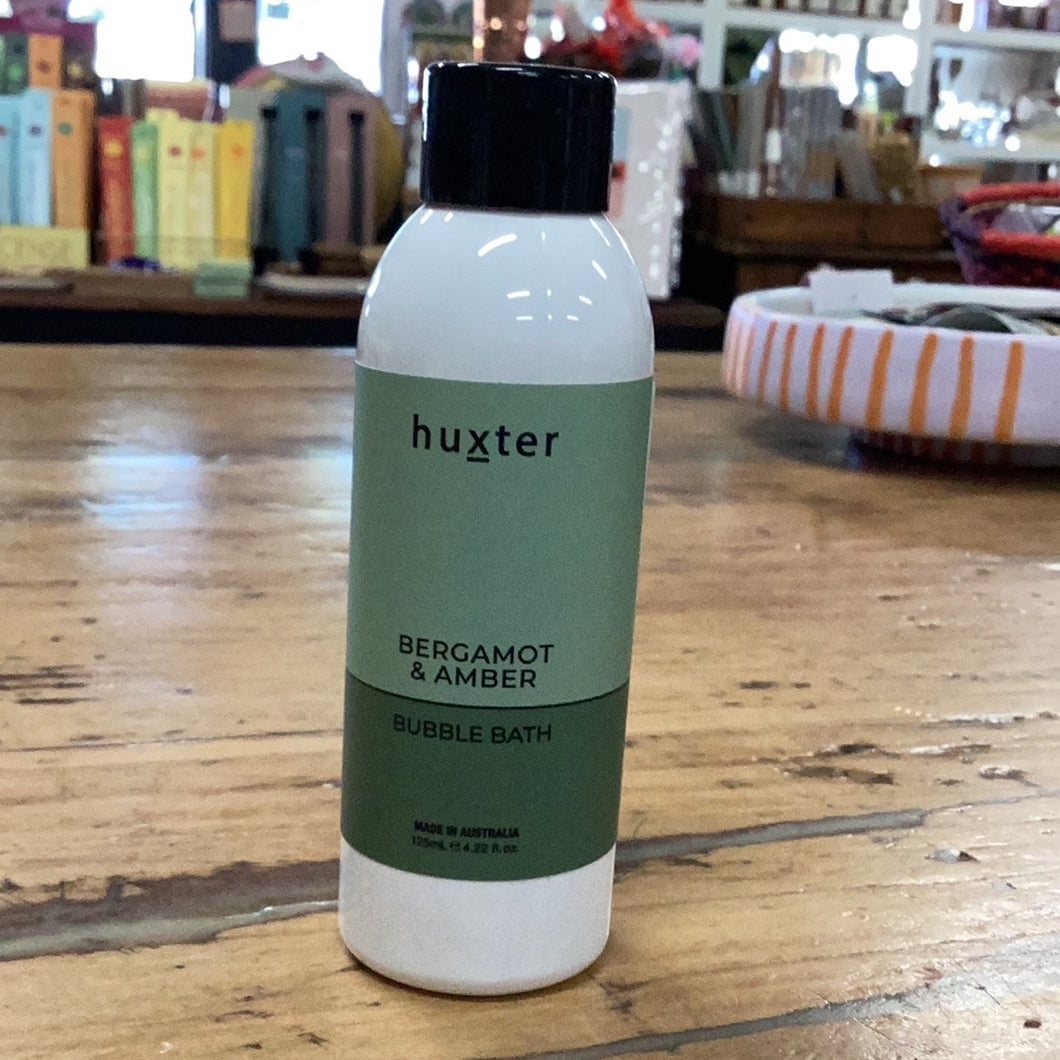 huxter
BERGAMOT
& AMBER
BUBBLE BATH
MADE IN AUSTRALIA
125mL ℮ 4.22 fl. oz.